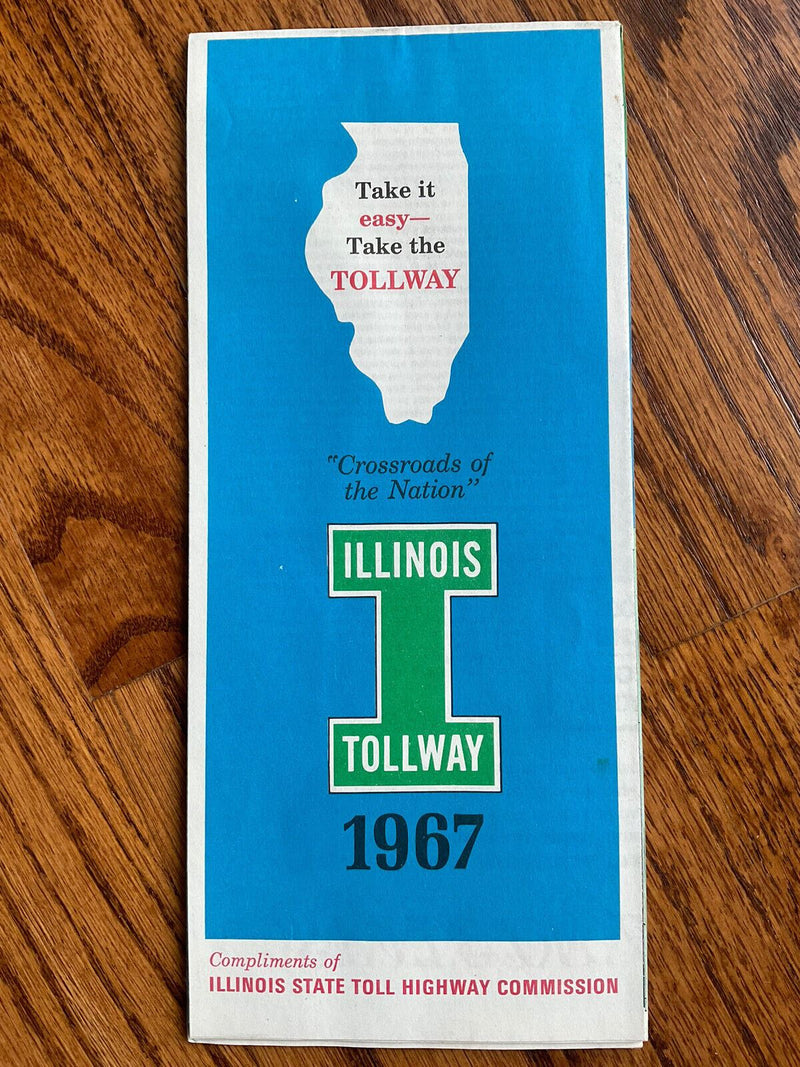 Take it
easy—
Take the
TOLLWAY
"Crossroads of
the Nation"
ILLINOIS
TOLLWAY
1967
Compliments of
ILLINOIS STATE TOLL HIGHWAY COMMISSION